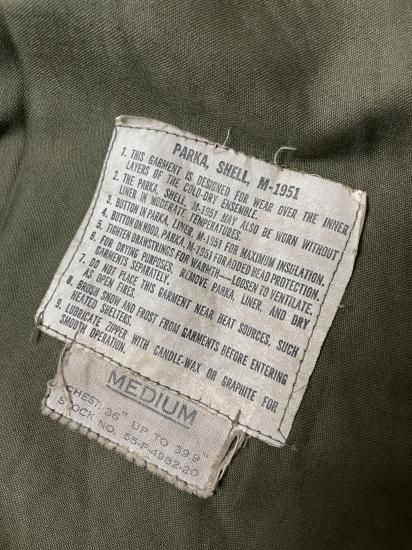 PARKA, SHELL, M-1951
1. THIS GARMENT IS DESIGNED FOR WEAR OVER THE INNER
LAYERS OF THE COLD-DRY ENSEMBLE.
2. THE PARKA, SHELL, M-1951 MAY ALSO BE WORN WITHOUT
LINER IN MODERATE TEMPERATURES.
3. BUTTON IN PARKA, LINER, M-1951 FOR MAXIMUM INSULATION.
4. BUTTON ON HOOD, PARKA, M-1951 FOR ADDED HEAD PROTECTION.
5. TIGHTEN DRAWSTRINGS FOR WARMTH—LOOSEN TO VENTILATE.
6. FOR DRYING PURPOSES, REMOVE PARKA, LINER, AND DRY
GARMENTS SEPARATELY.
7. DO NOT PLACE THIS GARMENT NEAR HEAT SOURCES, SUCH
AS OPEN FIRES.
8. BRUSH SNOW AND FROST FROM GARMENTS BEFORE ENTERING
HEATED SHELTERS.
9. LUBRICATE ZIPPER WITH CANDLE-WAX OR GRAPHITE FOR
SMOOTH OPERATION.
MEDIUM
CHEST: 36" UP TO 39.9"
STOCK NO. 55-P-4982-20